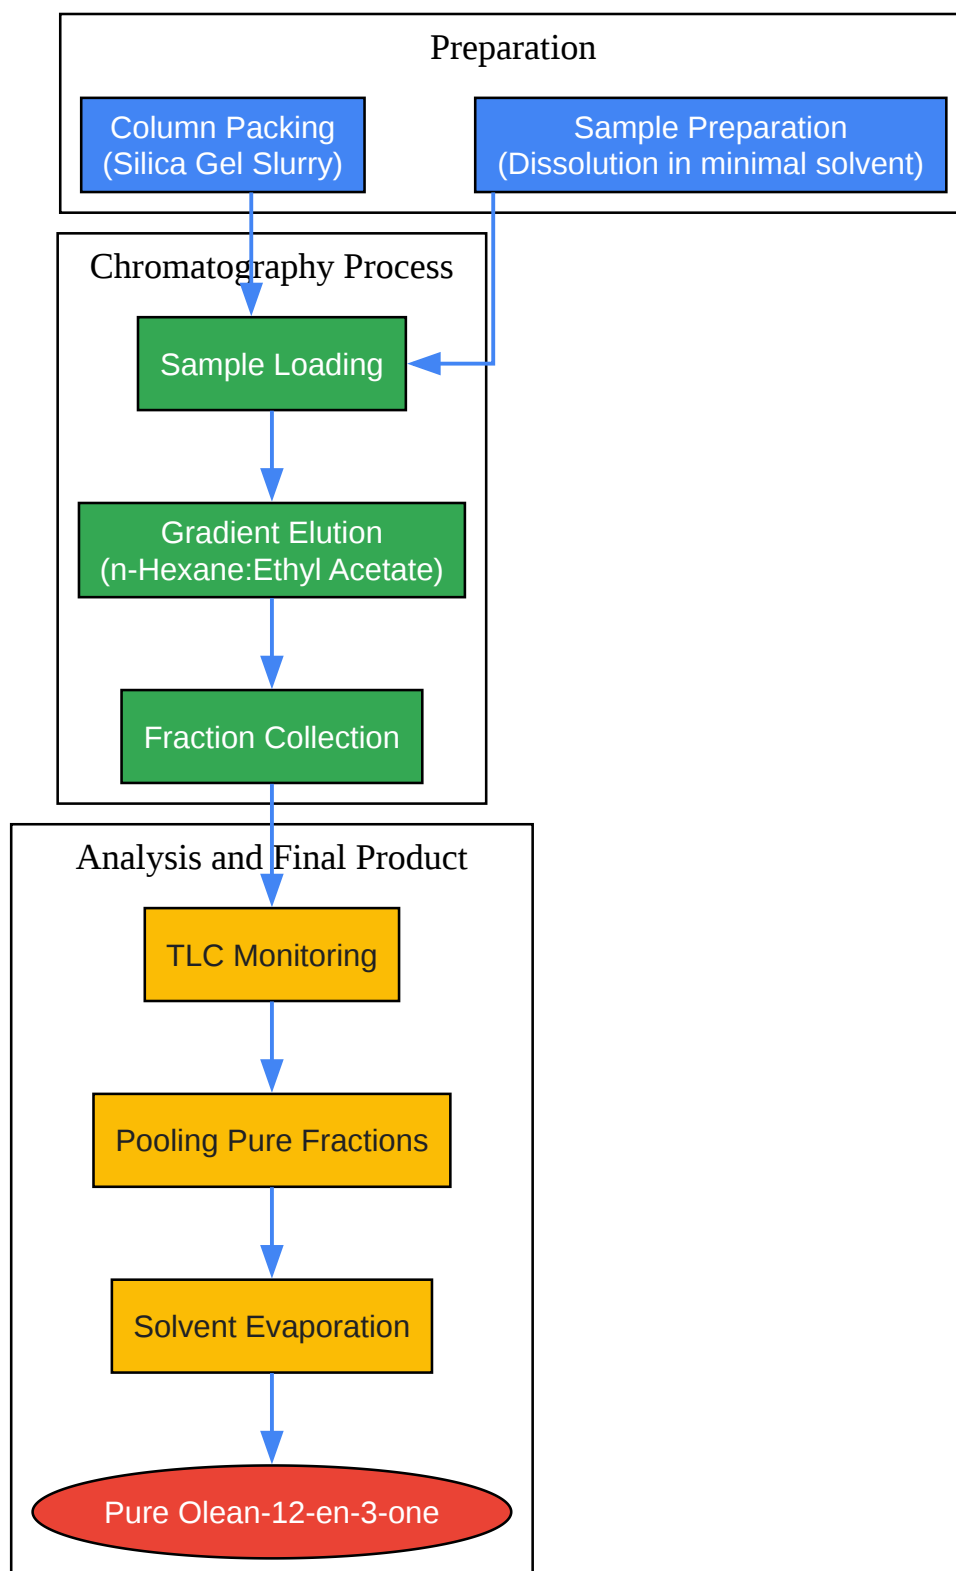 Preparation
Column Packing
(Silica Gel Slurry)
Sample Preparation
(Dissolution in minimal solvent)
Chromatography Process
Sample Loading
Gradient Elution
(n-Hexane:Ethyl Acetate)
Fraction Collection
Analysis and Final Product
TLC Monitoring
Pooling Pure Fractions
Solvent Evaporation
Pure Olean-12-en-3-one